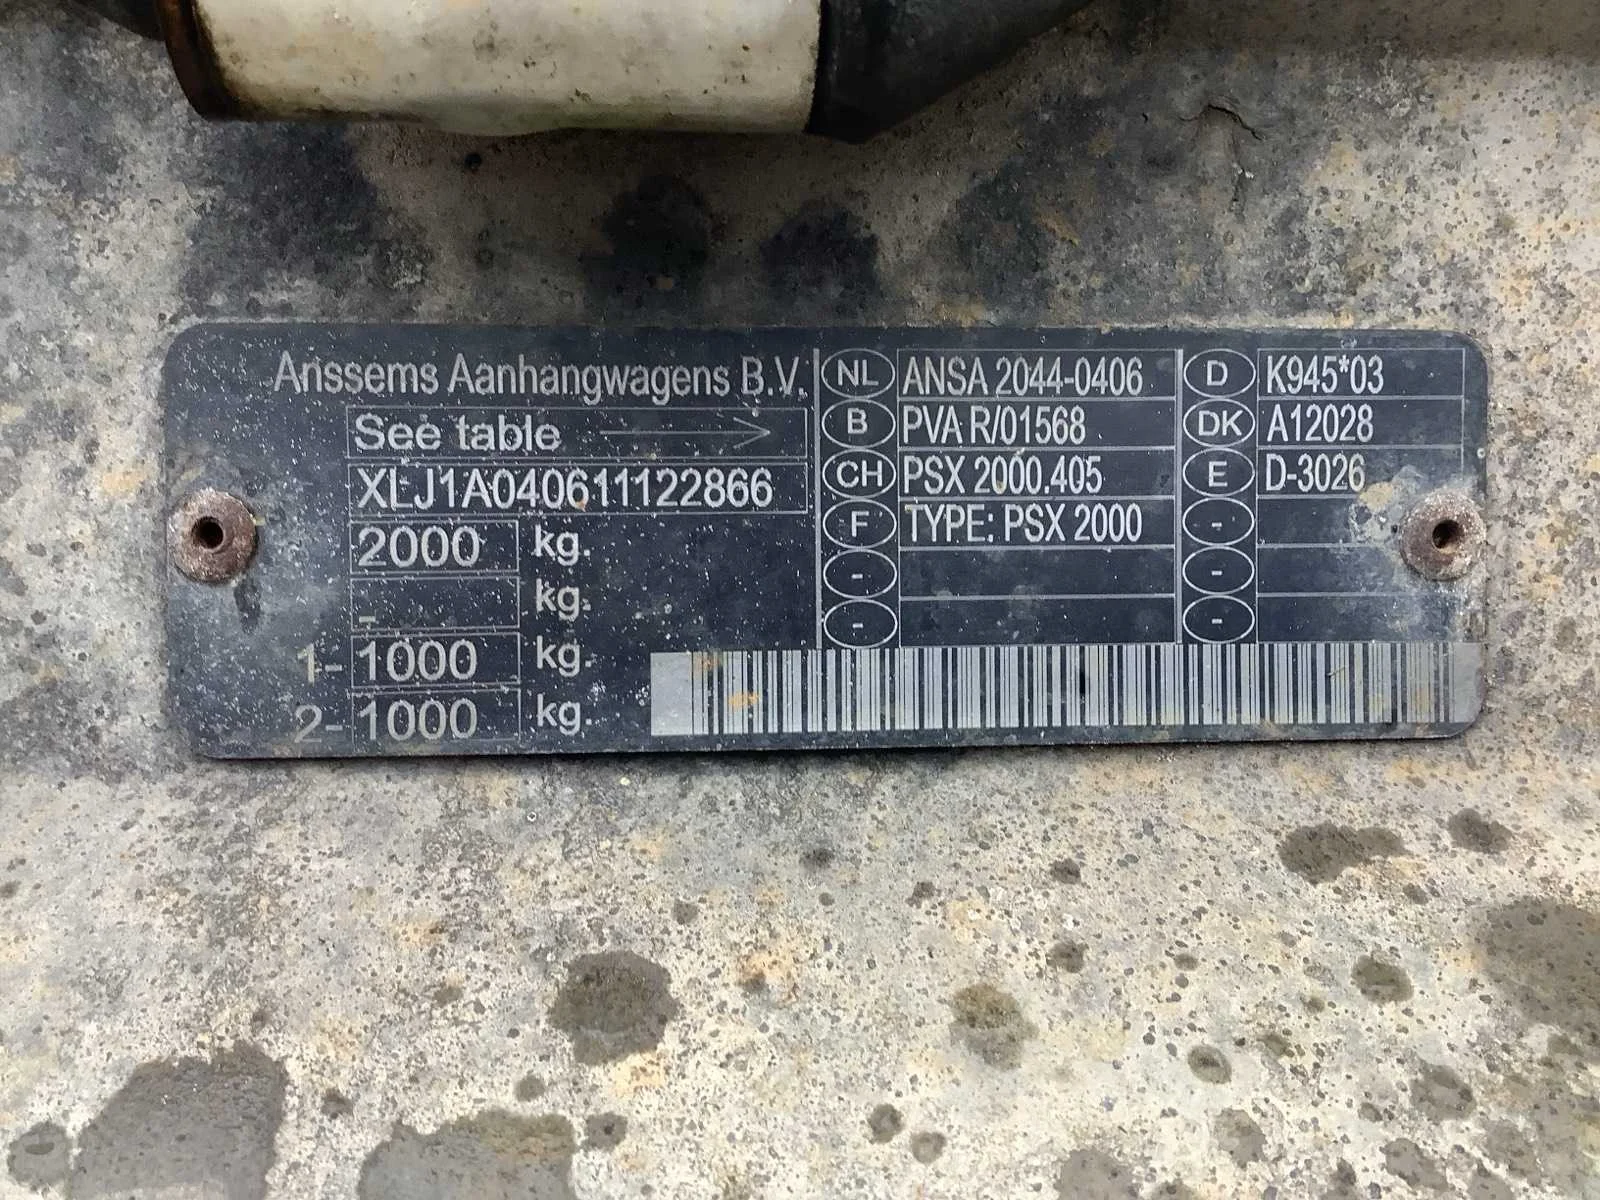 Anssems Aanhangwagens B.V.
See table
XLJ1A040611122866
2000 kg.
- kg.
1- 1000 kg.
2- 1000 kg.
NL ANSA 2044-0406
B PVA R/01568
CH PSX 2000.405
F TYPE: PSX 2000
-
-
D K945*03
DK A12028
E D-3026
-
-
-